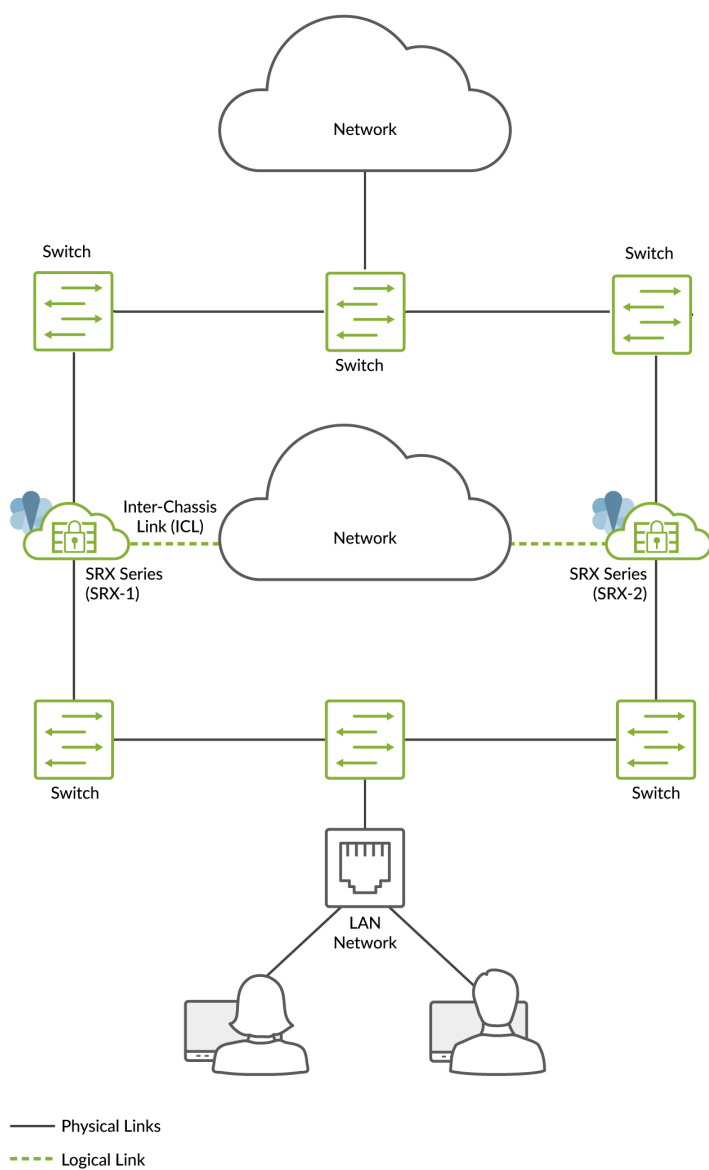 Network
Switch
Switch
Switch
Inter-Chassis
Link (ICL)
Network
SRX Series
(SRX-1)
SRX Series
(SRX-2)
Switch
Switch
LAN
Network
Physical Links
Logical Link